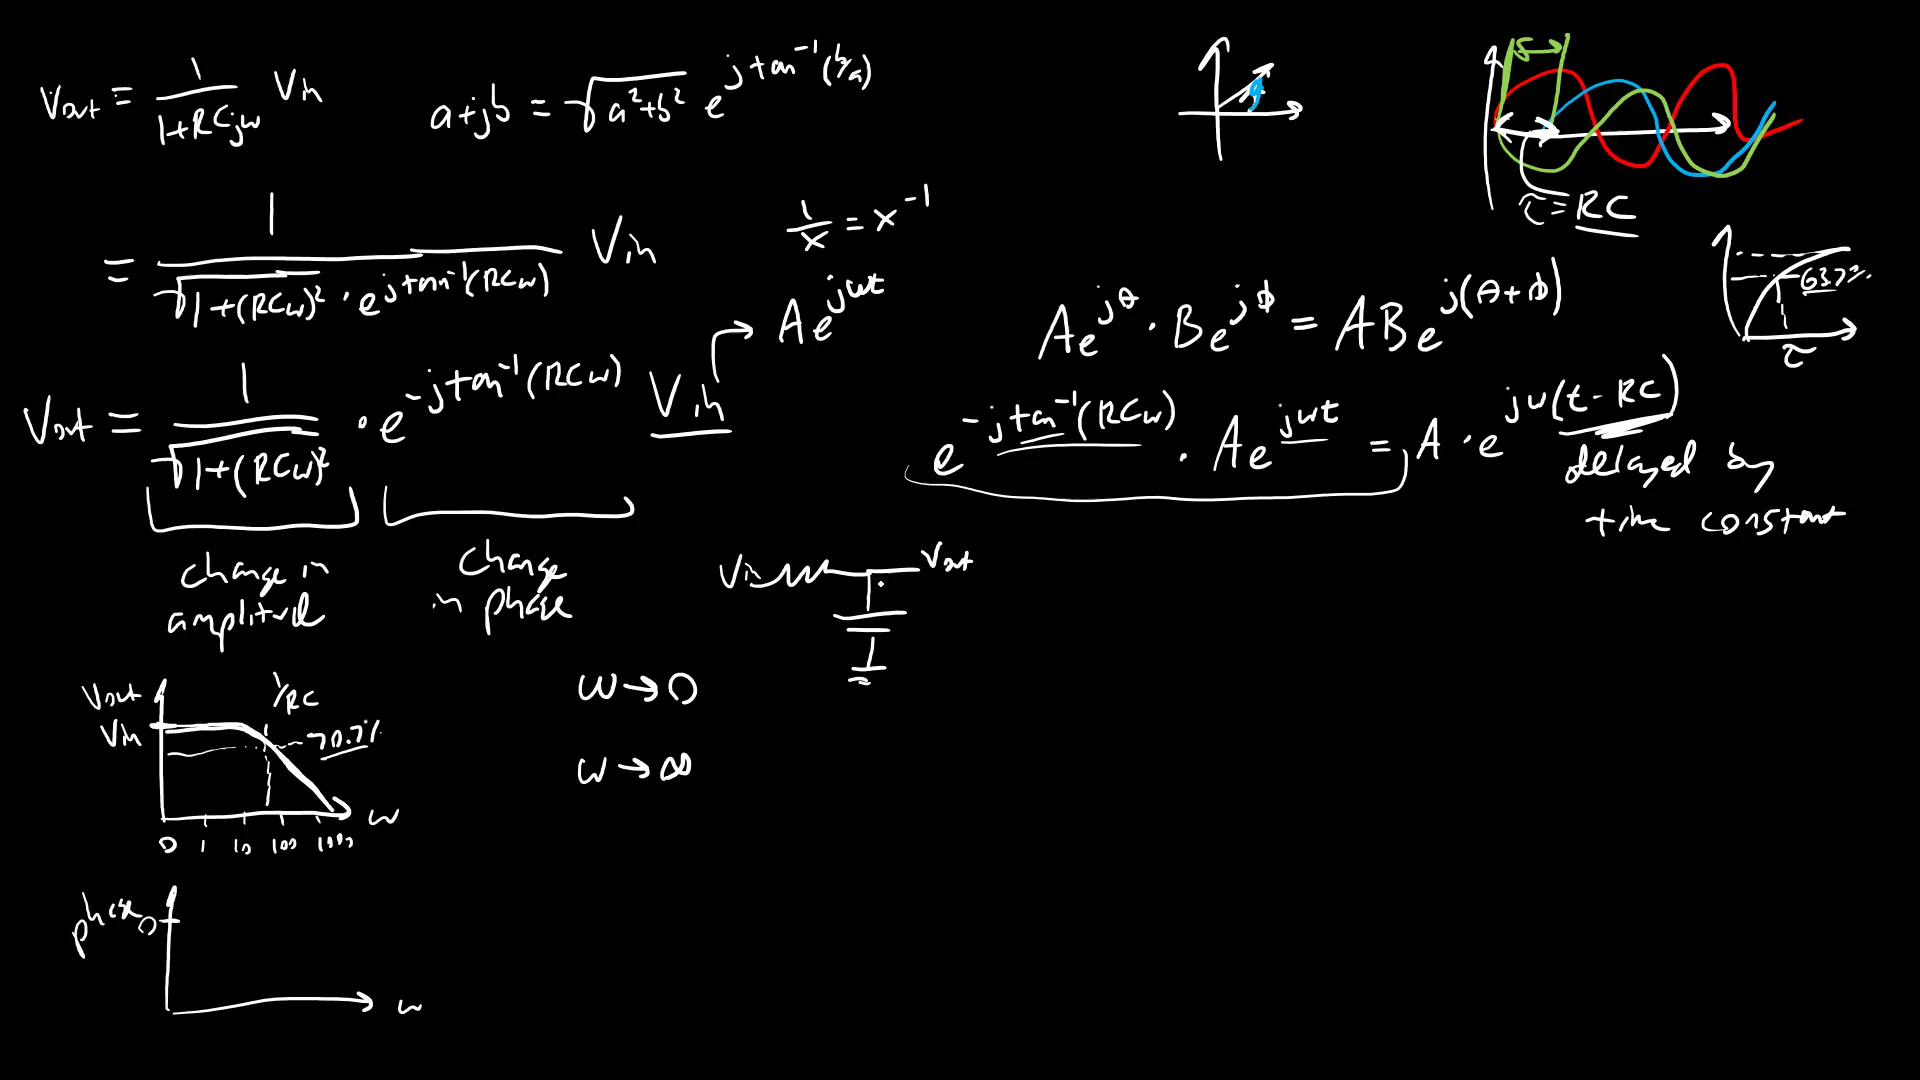 Vout = 1/(1+RCjω) Vin
a+jb = √(a²+b²) e^(j tan⁻¹(b/a))
τ = RC
= 1/(√(1+(RCω)²) · e^(j tan⁻¹(RCω))) Vin
1/x = x⁻¹
Ae^(jωt)
Ae^(jθ) · Be^(jϕ) = ABe^(j(θ+ϕ))
63.7%
τ
Vout = 1/√(1+(RCω)²) · e^(-j tan⁻¹(RCω)) Vin
e^(-j tan⁻¹(RCω)) · Ae^(jωt) = A · e^(jω(t-RC))
delayed by
time constant
change in
amplitude
change
in phase
Vin
Vout
Vout
Vin
1/RC
70.7%
ω
0 1 10 100 1000
ω→0
ω→∞
phase
0
ω